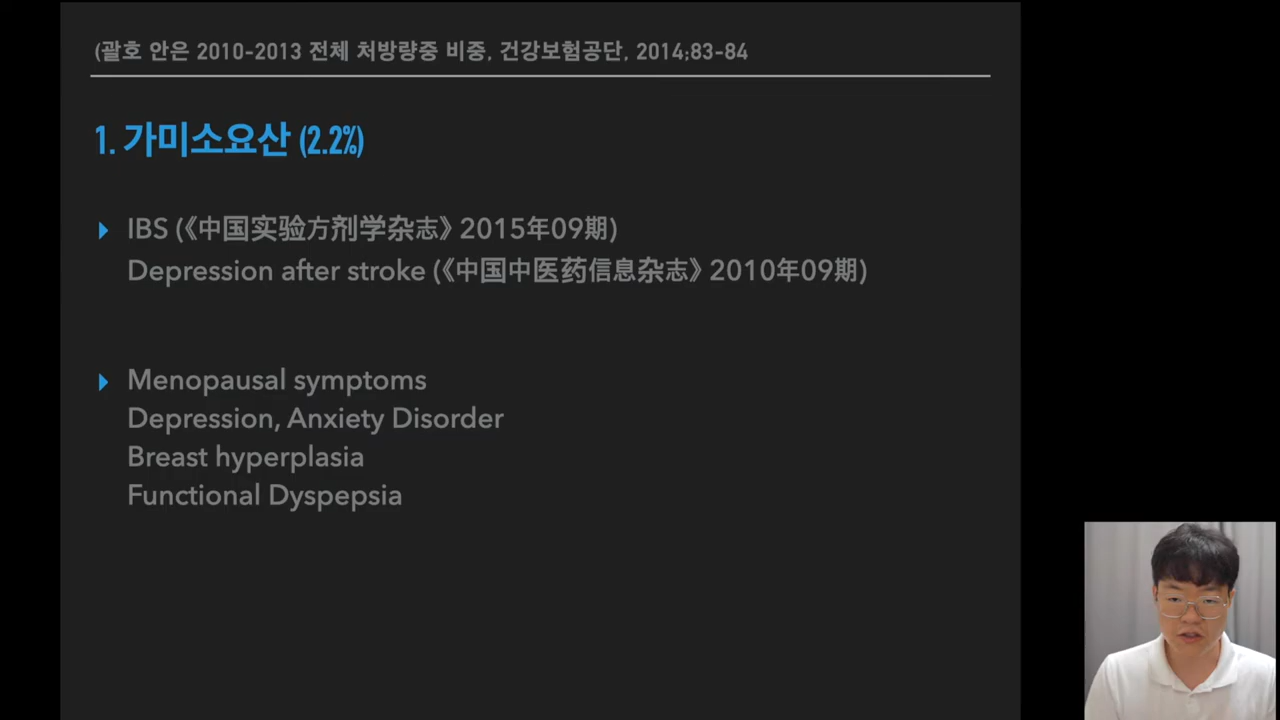 (괄호 안은 2010-2013 전체 처방량중 비중, 건강보험공단, 2014;83-84
1. 가미소요산 (2.2%)
IBS (《中国实验方剂学杂志》 2015年09期)
Depression after stroke (《中国中医药信息杂志》 2010年09期)
Menopausal symptoms
Depression, Anxiety Disorder
Breast hyperplasia
Functional Dyspepsia